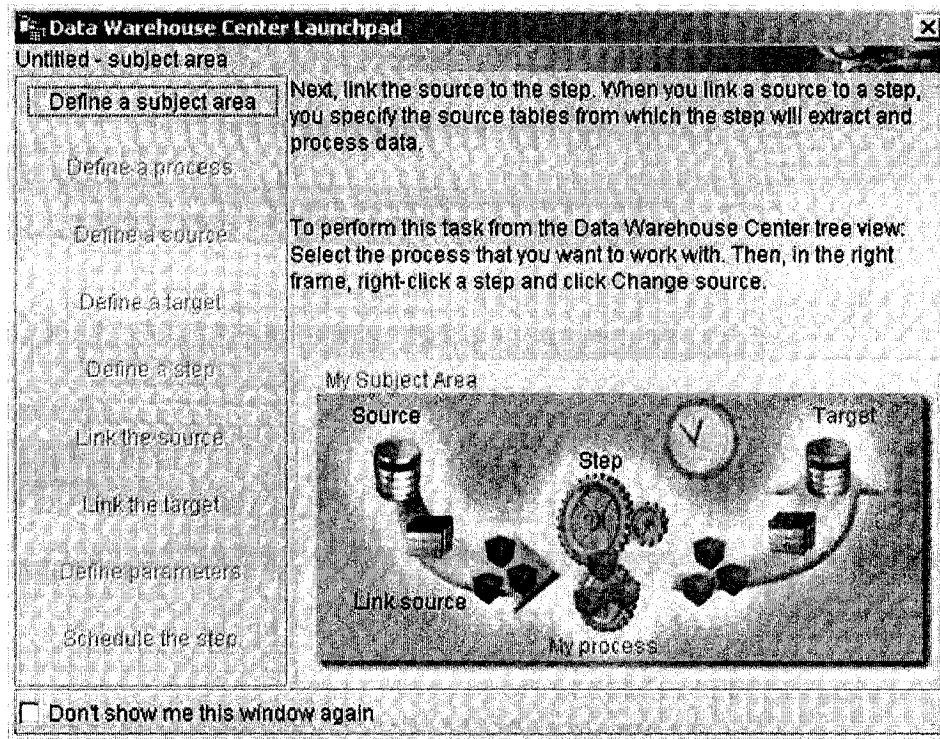 Data Warehouse Center Launchpad
Untitled - subject area
Define a subject area
Define a process
Define a source
Define a target
Define a step
Link the source
Link the target
Define parameters
Schedule the step
Next, link the source to the step. When you link a source to a step,
you specify the source tables from which the step will extract and
process data.
To perform this task from the Data Warehouse Center tree view:
Select the process that you want to work with. Then, in the right
frame, right-click a step and click Change source.
My Subject Area
Source
Target
Step
Link source
My process
Don't show me this window again